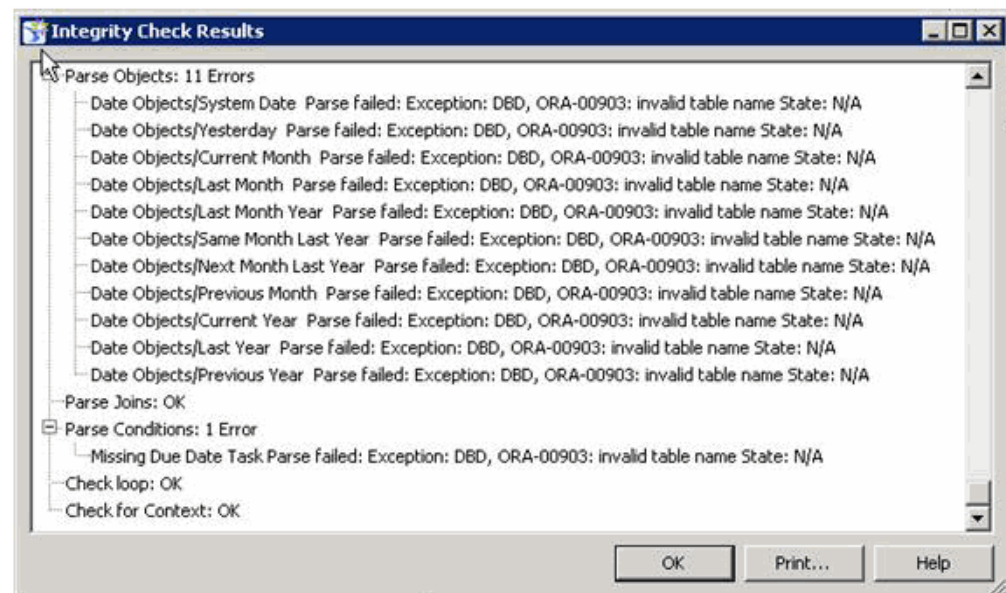 Integrity Check Results
Parse Objects: 11 Errors
Date Objects/System Date Parse failed: Exception: DBD, ORA-00903: invalid table name State: N/A
Date Objects/Yesterday Parse failed: Exception: DBD, ORA-00903: invalid table name State: N/A
Date Objects/Current Month Parse failed: Exception: DBD, ORA-00903: invalid table name State: N/A
Date Objects/Last Month Parse failed: Exception: DBD, ORA-00903: invalid table name State: N/A
Date Objects/Last Month Year Parse failed: Exception: DBD, ORA-00903: invalid table name State: N/A
Date Objects/Same Month Last Year Parse failed: Exception: DBD, ORA-00903: invalid table name State: N/A
Date Objects/Next Month Last Year Parse failed: Exception: DBD, ORA-00903: invalid table name State: N/A
Date Objects/Previous Month Parse failed: Exception: DBD, ORA-00903: invalid table name State: N/A
Date Objects/Current Year Parse failed: Exception: DBD, ORA-00903: invalid table name State: N/A
Date Objects/Last Year Parse failed: Exception: DBD, ORA-00903: invalid table name State: N/A
Date Objects/Previous Year Parse failed: Exception: DBD, ORA-00903: invalid table name State: N/A
Parse Joins: OK
Parse Conditions: 1 Error
Missing Due Date Task Parse failed: Exception: DBD, ORA-00903: invalid table name State: N/A
Check loop: OK
Check for Context: OK
OK Print... Help